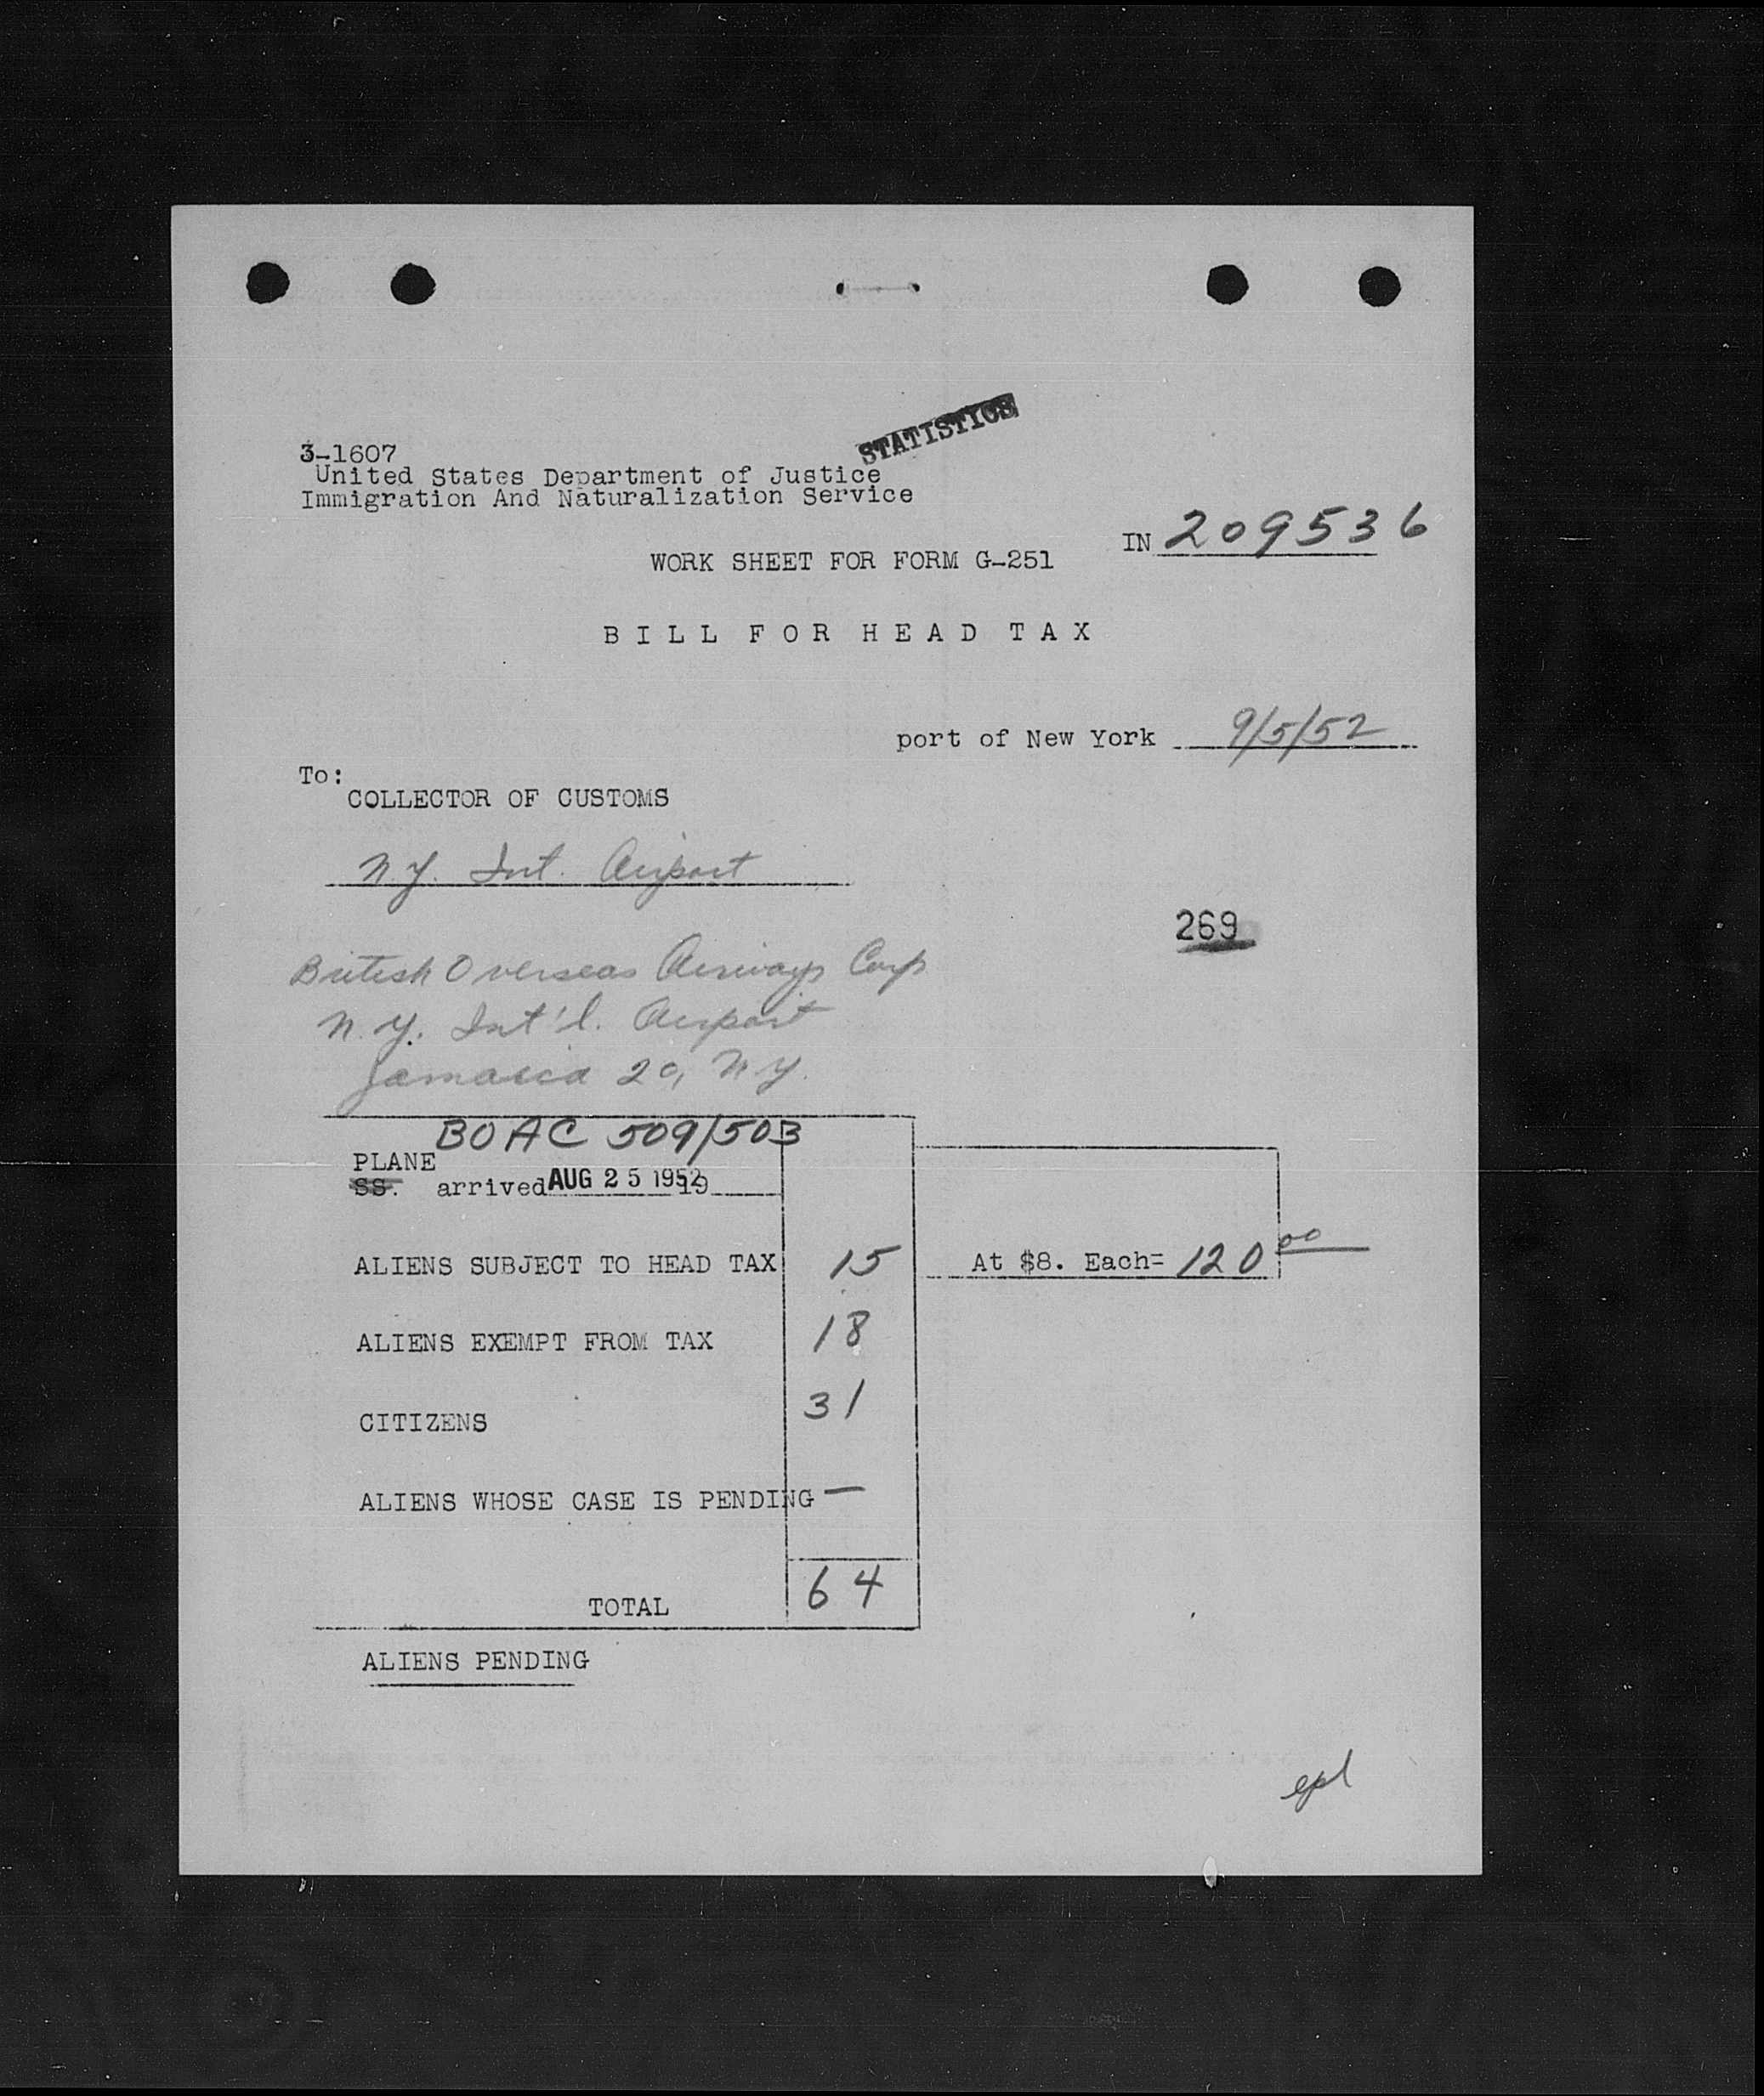 STATISTICS
3-1607
United States Department of Justice
Immigration And Naturalization Service
IN 209536
WORK SHEET FOR FORM G-251
BILL FOR HEAD TAX
port of New York 9/5/52
To:
COLLECTOR OF CUSTOMS
N.Y. Int. Airport
269
British Overseas Airways Corp
N.Y. Int'l. Airport
Jamaica 20, N.Y.
BOAC 509/503
PLANE
SS. arrived AUG 25 1952 19
ALIENS SUBJECT TO HEAD TAX 15 At $8. Each= 120 00
ALIENS EXEMPT FROM TAX 18
CITIZENS 31
ALIENS WHOSE CASE IS PENDING —
TOTAL 64
ALIENS PENDING
epl